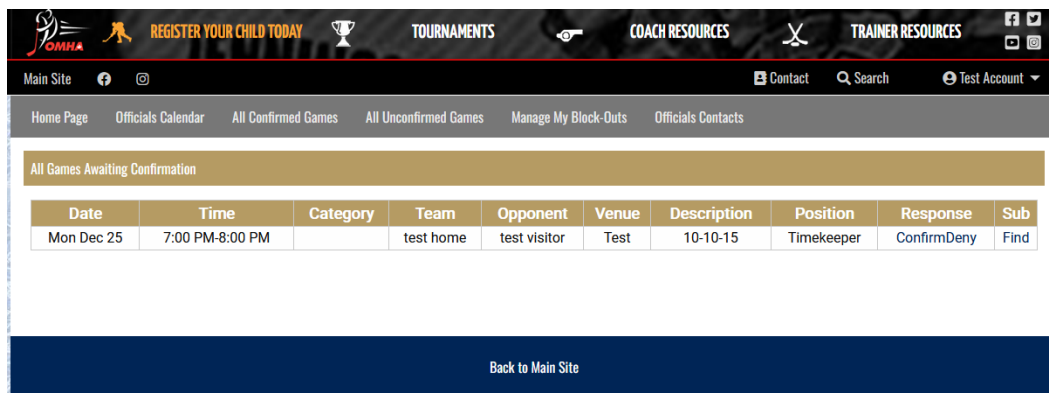 OMHA REGISTER YOUR CHILD TODAY TOURNAMENTS COACH RESOURCES TRAINER RESOURCES
Main Site Contact Search Test Account
Home Page Officials Calendar All Confirmed Games All Unconfirmed Games Manage My Block-Outs Officials Contacts
All Games Awaiting Confirmation
Date Time Category Team Opponent Venue Description Position Response Sub
Mon Dec 25 7:00 PM-8:00 PM test home test visitor Test 10-10-15 Timekeeper ConfirmDeny Find
Back to Main Site